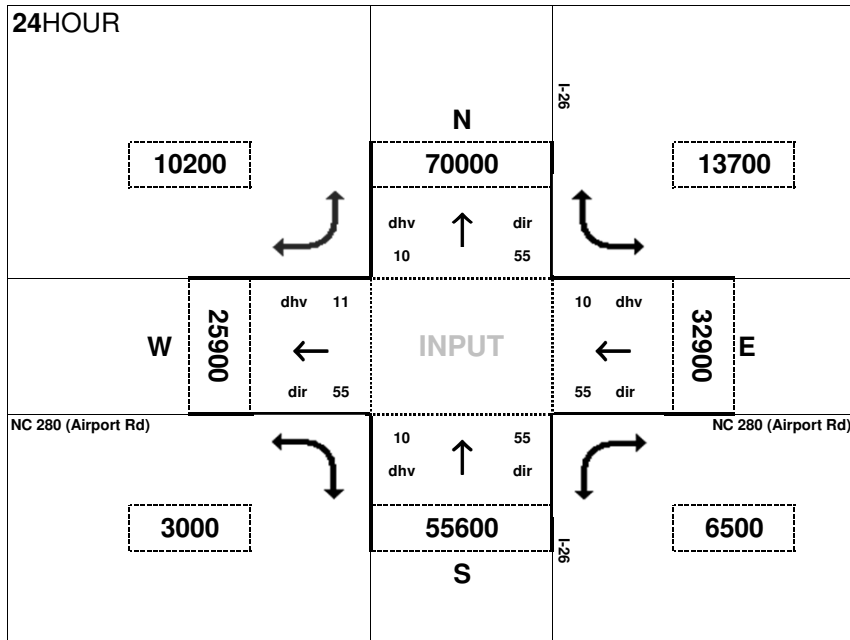 24HOUR
I-26
N
10200
70000
13700
dhv dir
10 55
dhv 11
10 dhv
W
25900
INPUT
32900
E
dir 55
55 dir
NC 280 (Airport Rd)
NC 280 (Airport Rd)
10 55
dhv dir
3000
55600
6500
I-26
S